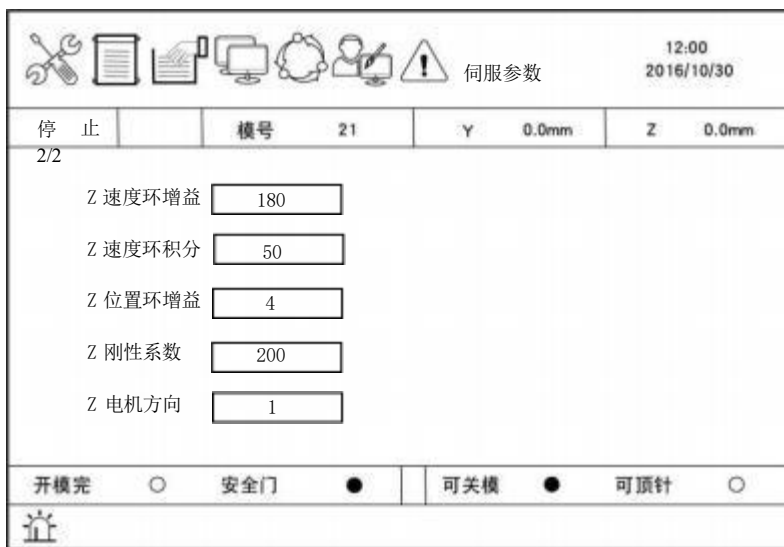 伺服参数
12:00
2016/10/30
停 止 模号 21 Y 0.0mm Z 0.0mm
2/2
Z 速度环增益 180
Z 速度环积分 50
Z 位置环增益 4
Z 刚性系数 200
Z 电机方向 1
开模完 ○ 安全门 ● 可关模 ● 可顶针 ○